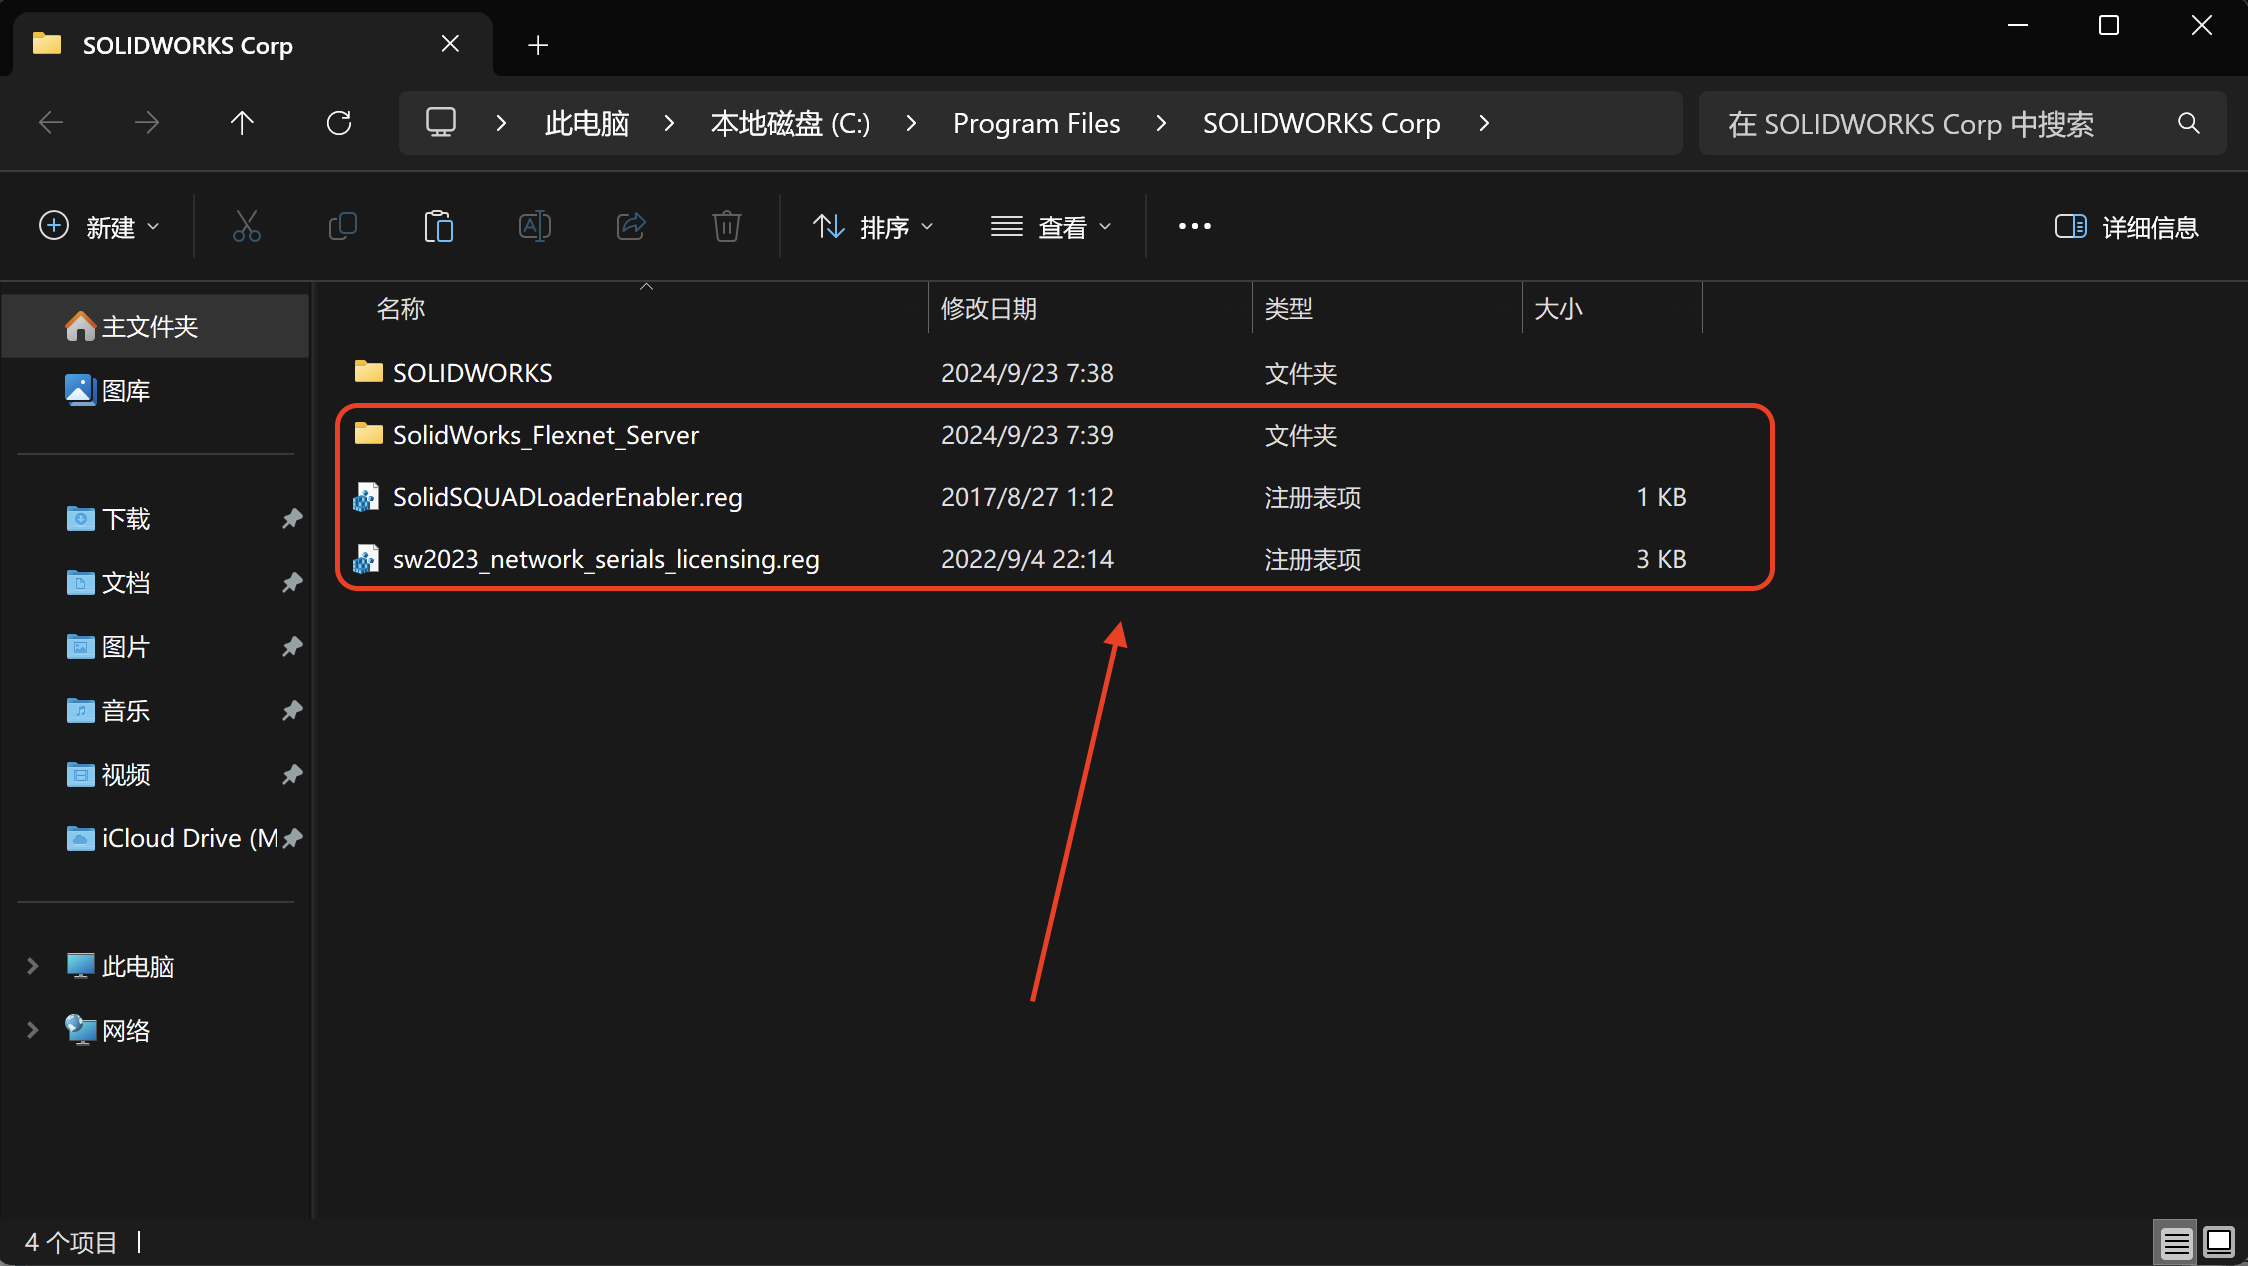 SOLIDWORKS Corp
此电脑 本地磁盘 (C:) Program Files SOLIDWORKS Corp 在 SOLIDWORKS Corp 中搜索
新建 排序 查看 详细信息
名称 修改日期 类型 大小
主文件夹
图库
下载
文档
图片
音乐
视频
iCloud Drive (M
此电脑
网络
SOLIDWORKS 2024/9/23 7:38 文件夹
SolidWorks_Flexnet_Server 2024/9/23 7:39 文件夹
SolidSQUADLoaderEnabler.reg 2017/8/27 1:12 注册表项 1 KB
sw2023_network_serials_licensing.reg 2022/9/4 22:14 注册表项 3 KB
4 个项目